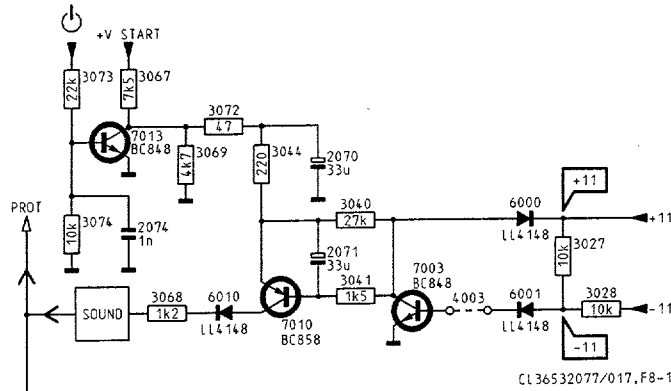 +V START
3073
22k
3067
7k5
3072
47
7013
BC848
3069
4k7
3044
220
2070
33u
PROT
3074
10k
2074
1n
3040
27k
2071
33u
3041
1k5
7003
BC848
6000
LL4148
+11
+11
3027
10k
SOUND
3068
1k2
6010
LL4148
7010
BC858
4003
6001
LL4148
3028
10k
-11
-11
CL36532077/017,F8-1